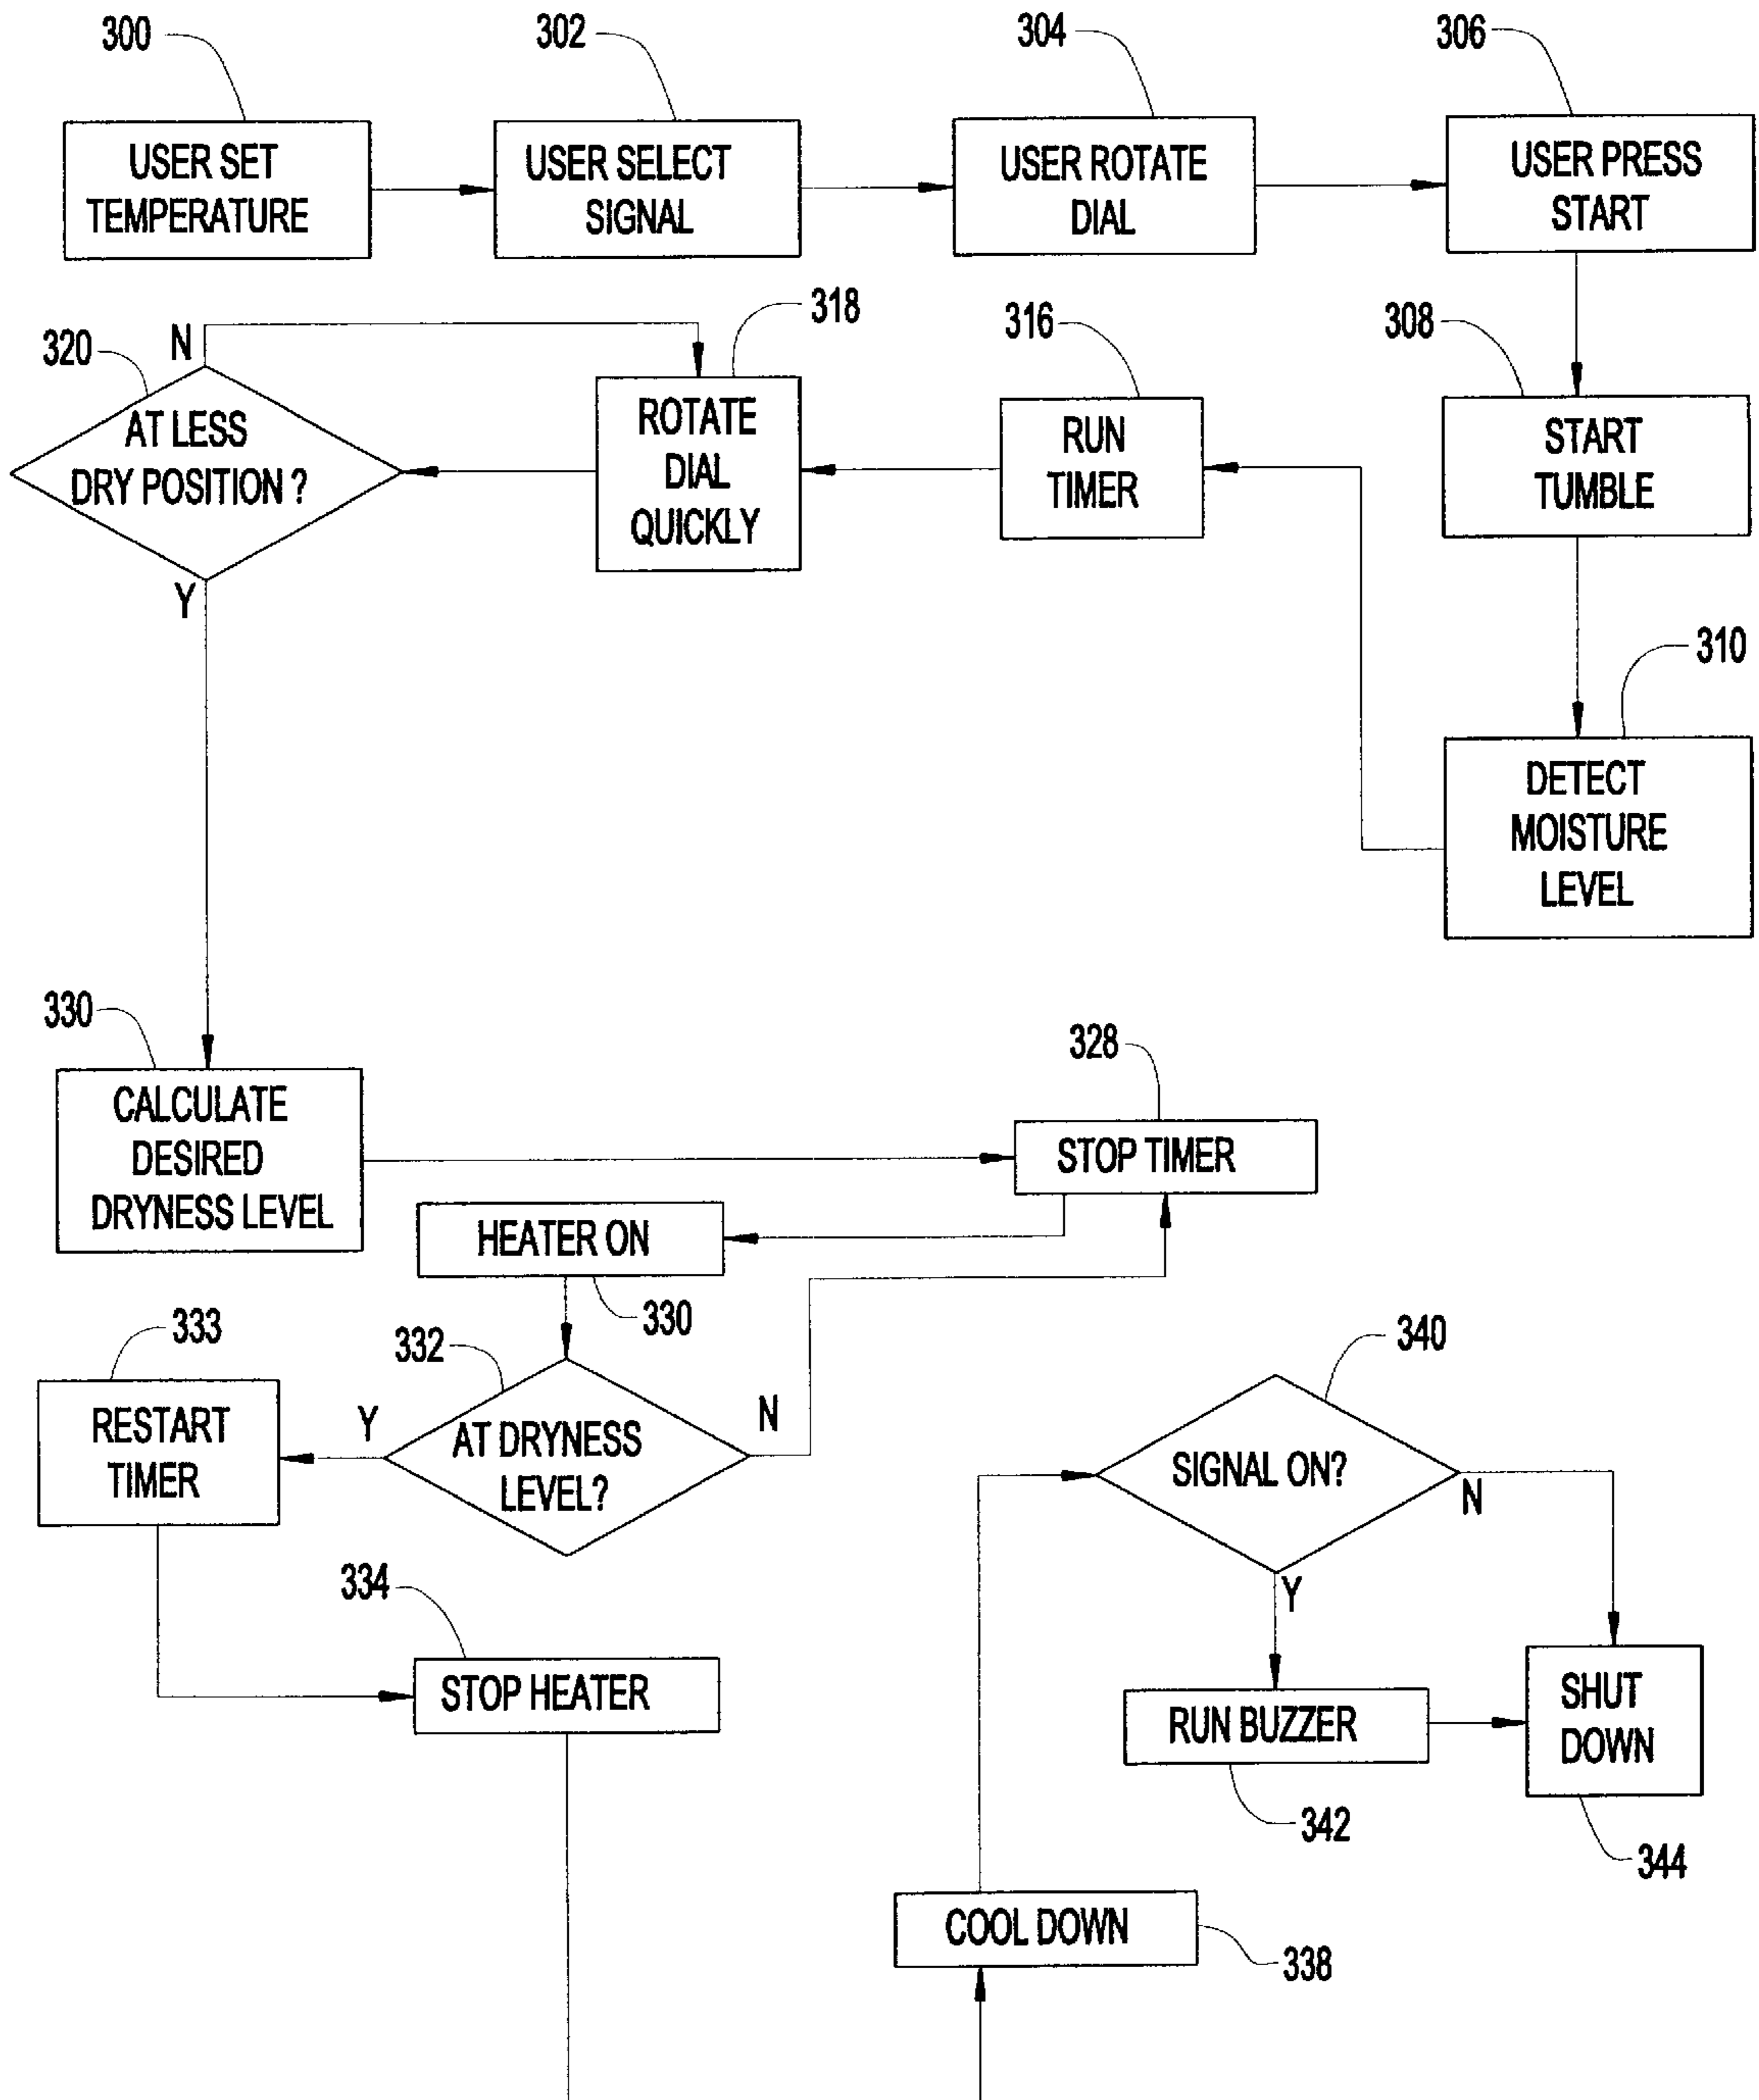 300
302
304
306
USER SET
TEMPERATURE
USER SELECT
SIGNAL
USER ROTATE
DIAL
USER PRESS
START
308
START
TUMBLE
310
DETECT
MOISTURE
LEVEL
316
RUN
TIMER
318
ROTATE
DIAL
QUICKLY
320
N
AT LESS
DRY POSITION ?
Y
330
CALCULATE
DESIRED
DRYNESS LEVEL
328
STOP TIMER
HEATER ON
330
332
AT DRYNESS
LEVEL?
N
Y
333
RESTART
TIMER
334
STOP HEATER
338
COOL DOWN
340
SIGNAL ON?
N
Y
RUN BUZZER
342
SHUT
DOWN
344